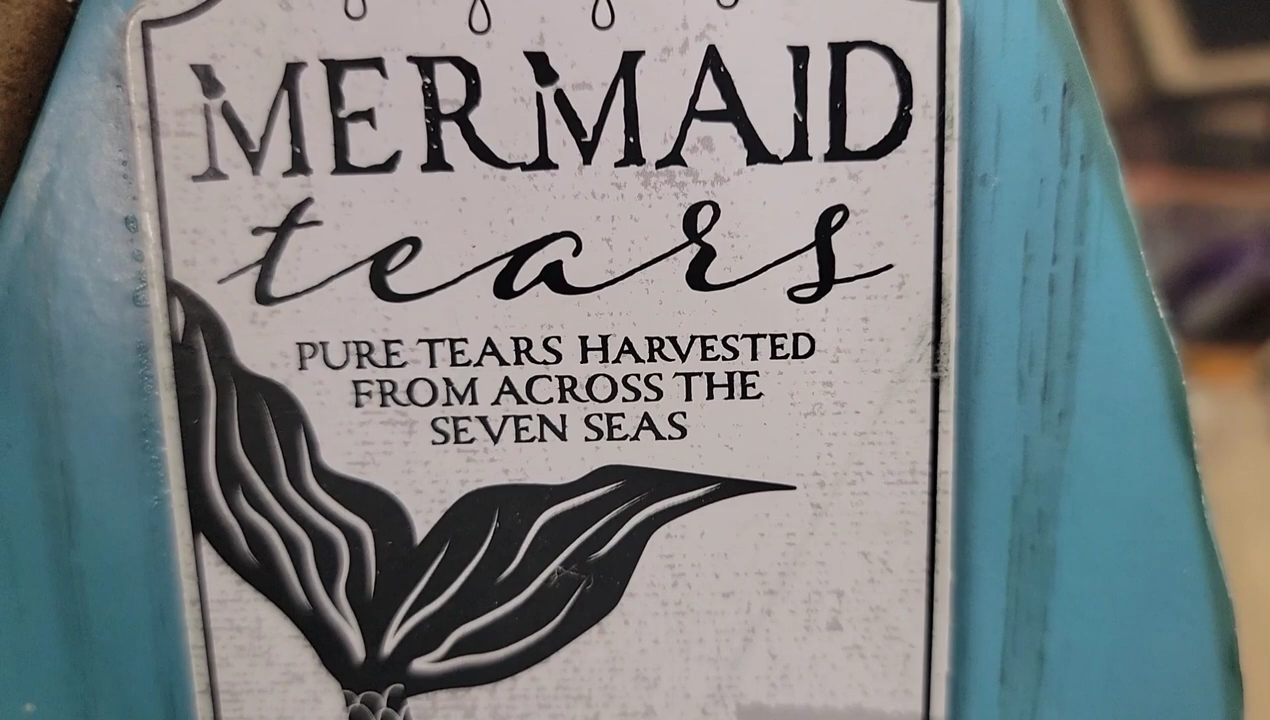 MERMAID
tears
PURE TEARS HARVESTED
FROM ACROSS THE
SEVEN SEAS